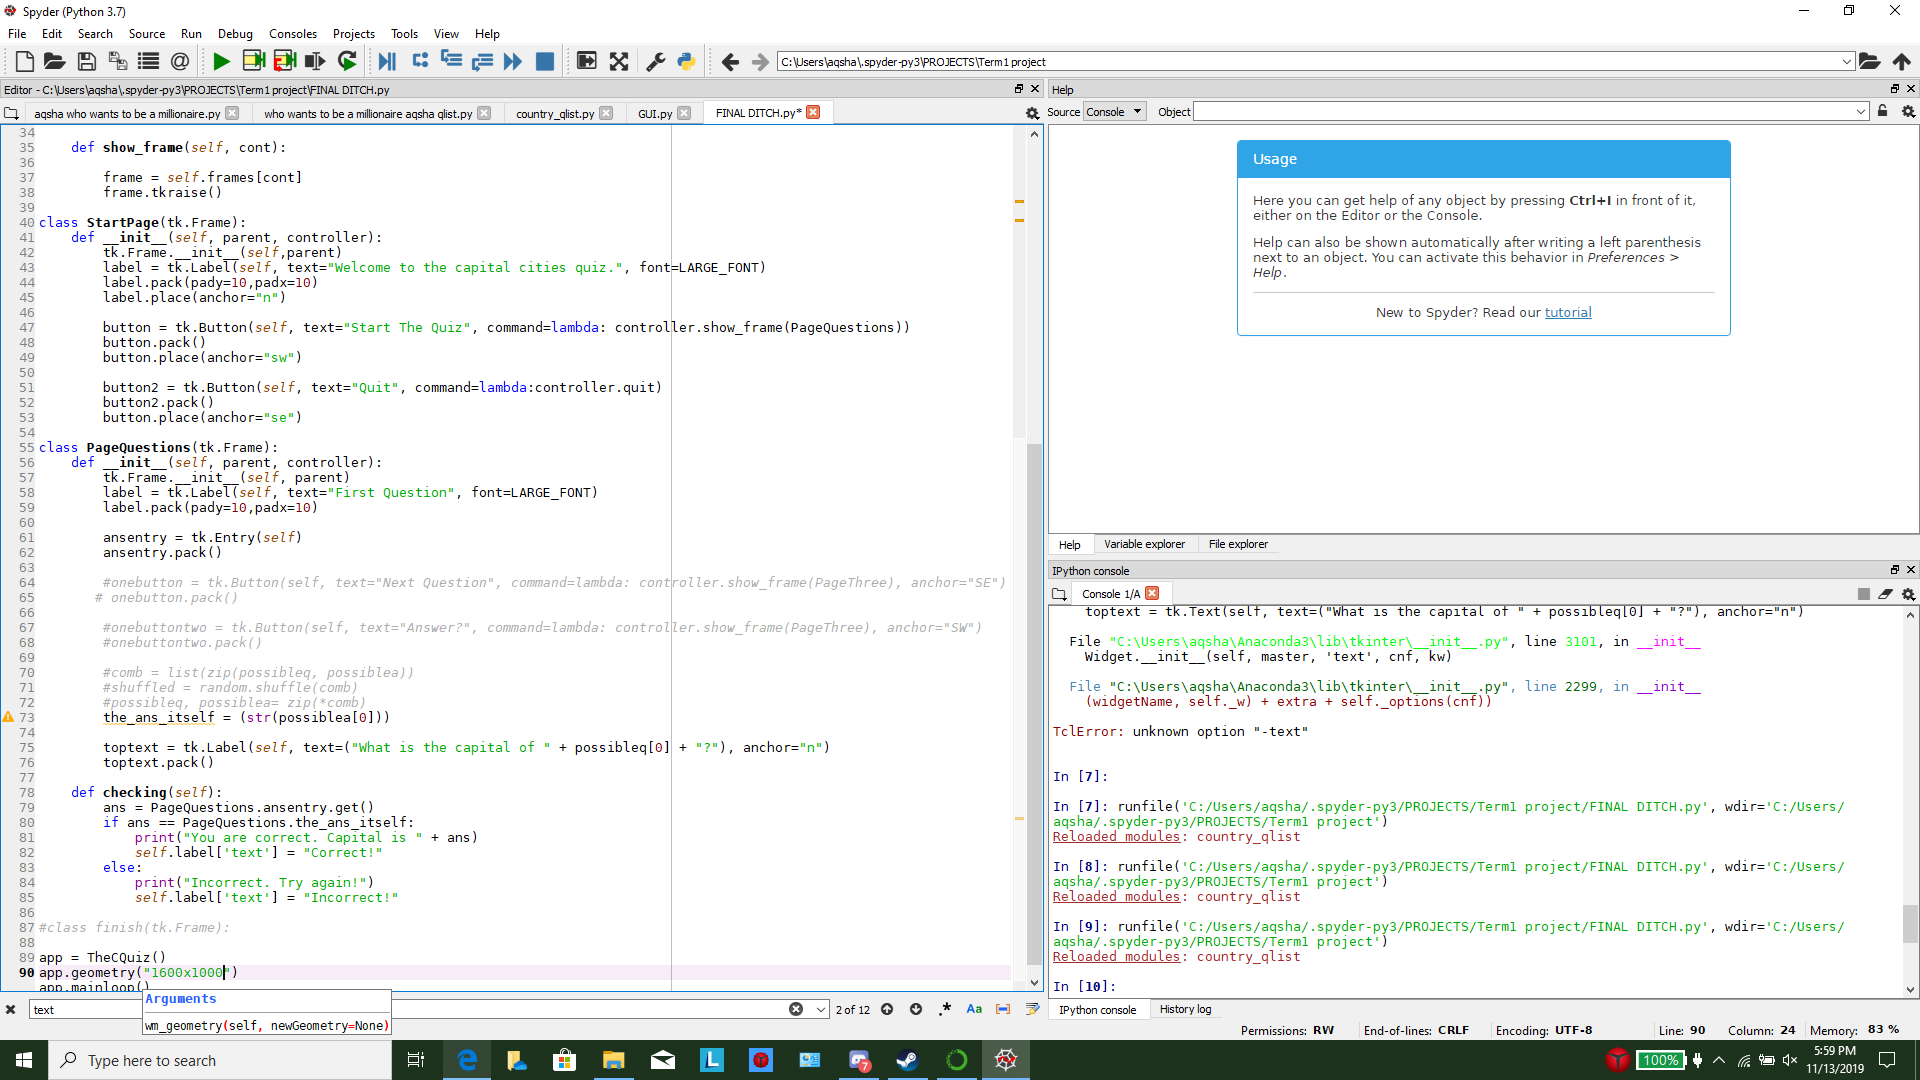 Spyder (Python 3.7)
File Edit Search Source Run Debug Consoles Projects Tools View Help
C:\Users\aqsha\.spyder-py3\PROJECTS\Term1 project
Editor - C:\Users\aqsha\.spyder-py3\PROJECTS\Term1 project\FINAL DITCH.py
aqsha who wants to be a millionaire.py who wants to be a millionaire aqsha qlist.py country_qlist.py GUI.py FINAL DITCH.py*
34
35 def show_frame(self, cont):
36
37 frame = self.frames[cont]
38 frame.tkraise()
39
40 class StartPage(tk.Frame):
41 def __init__(self, parent, controller):
42 tk.Frame.__init__(self,parent)
43 label = tk.Label(self, text="Welcome to the capital cities quiz.", font=LARGE_FONT)
44 label.pack(pady=10,padx=10)
45 label.place(anchor="n")
46
47 button = tk.Button(self, text="Start The Quiz", command=lambda: controller.show_frame(PageQuestions))
48 button.pack()
49 button.place(anchor="sw")
50
51 button2 = tk.Button(self, text="Quit", command=lambda:controller.quit)
52 button2.pack()
53 button.place(anchor="se")
54
55 class PageQuestions(tk.Frame):
56 def __init__(self, parent, controller):
57 tk.Frame.__init__(self, parent)
58 label = tk.Label(self, text="First Question", font=LARGE_FONT)
59 label.pack(pady=10,padx=10)
60
61 ansentry = tk.Entry(self)
62 ansentry.pack()
63
64 #onebutton = tk.Button(self, text="Next Question", command=lambda: controller.show_frame(PageThree), anchor="SE")
65 # onebutton.pack()
66
67 #onebuttontwo = tk.Button(self, text="Answer?", command=lambda: controller.show_frame(PageThree), anchor="SW")
68 #onebuttontwo.pack()
69
70 #comb = list(zip(possibleq, possiblea))
71 #shuffled = random.shuffle(comb)
72 #possibleq, possiblea= zip(*comb)
73 the_ans_itself = (str(possiblea[0]))
74
75 toptext = tk.Label(self, text=("What is the capital of " + possibleq[0] + "?"), anchor="n")
76 toptext.pack()
77
78 def checking(self):
79 ans = PageQuestions.ansentry.get()
80 if ans == PageQuestions.the_ans_itself:
81 print("You are correct. Capital is " + ans)
82 self.label['text'] = "Correct!"
83 else:
84 print("Incorrect. Try again!")
85 self.label['text'] = "Incorrect!"
86
87 #class finish(tk.Frame):
88
89 app = TheCQuiz()
90 app.geometry("1600x1000")
app.mainloop()
Arguments
wm_geometry(self, newGeometry=None)
text
2 of 12
.* Aa
Help
Source Console Object
Usage
Here you can get help of any object by pressing Ctrl+I in front of it,
either on the Editor or the Console.
Help can also be shown automatically after writing a left parenthesis
next to an object. You can activate this behavior in Preferences >
Help.
New to Spyder? Read our tutorial
Help Variable explorer File explorer
IPython console
Console 1/A
toptext = tk.Text(self, text=("What is the capital of " + possibleq[0] + "?"), anchor="n")
File "C:\Users\aqsha\Anaconda3\lib\tkinter\__init__.py", line 3101, in __init__
Widget.__init__(self, master, 'text', cnf, kw)
File "C:\Users\aqsha\Anaconda3\lib\tkinter\__init__.py", line 2299, in __init__
(widgetName, self._w) + extra + self._options(cnf))
TclError: unknown option "-text"
In [7]:
In [7]: runfile('C:/Users/aqsha/.spyder-py3/PROJECTS/Term1 project/FINAL DITCH.py', wdir='C:/Users/
aqsha/.spyder-py3/PROJECTS/Term1 project')
Reloaded modules: country_qlist
In [8]: runfile('C:/Users/aqsha/.spyder-py3/PROJECTS/Term1 project/FINAL DITCH.py', wdir='C:/Users/
aqsha/.spyder-py3/PROJECTS/Term1 project')
Reloaded modules: country_qlist
In [9]: runfile('C:/Users/aqsha/.spyder-py3/PROJECTS/Term1 project/FINAL DITCH.py', wdir='C:/Users/
aqsha/.spyder-py3/PROJECTS/Term1 project')
Reloaded modules: country_qlist
In [10]:
IPython console History log
Permissions: RW End-of-lines: CRLF Encoding: UTF-8 Line: 90 Column: 24 Memory: 83 %
Type here to search
L
7
100%
5:59 PM
11/13/2019